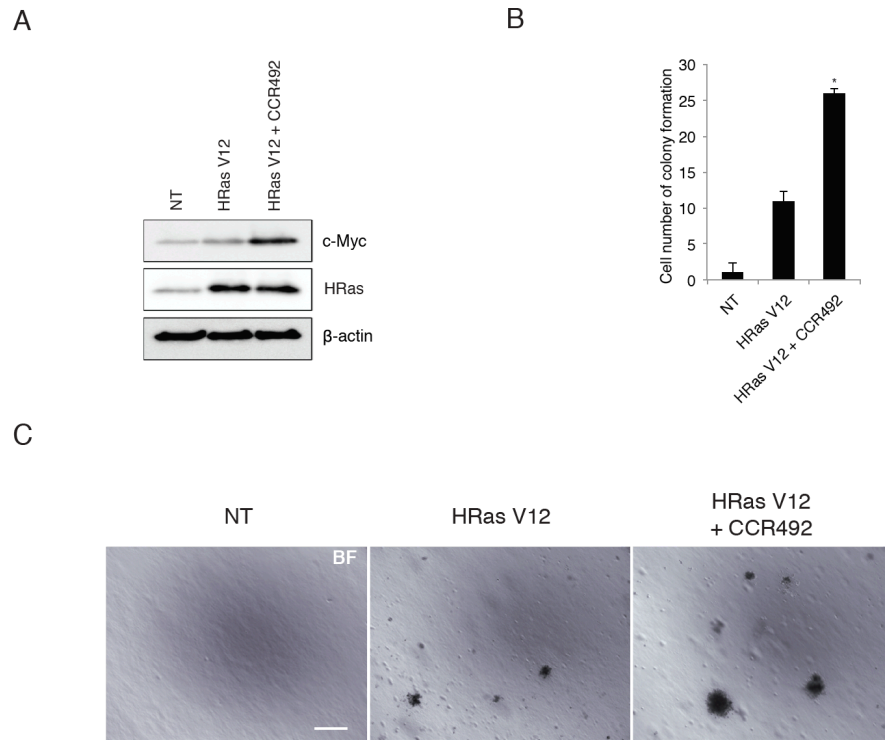 A
NT
HRas V12
HRas V12 + CCR492
c-Myc
HRas
β-actin
B
Cell number of colony formation
30
25
20
15
10
5
0
*
NT
HRas V12
HRas V12 + CCR492
C
NT
HRas V12
HRas V12
+ CCR492
BF